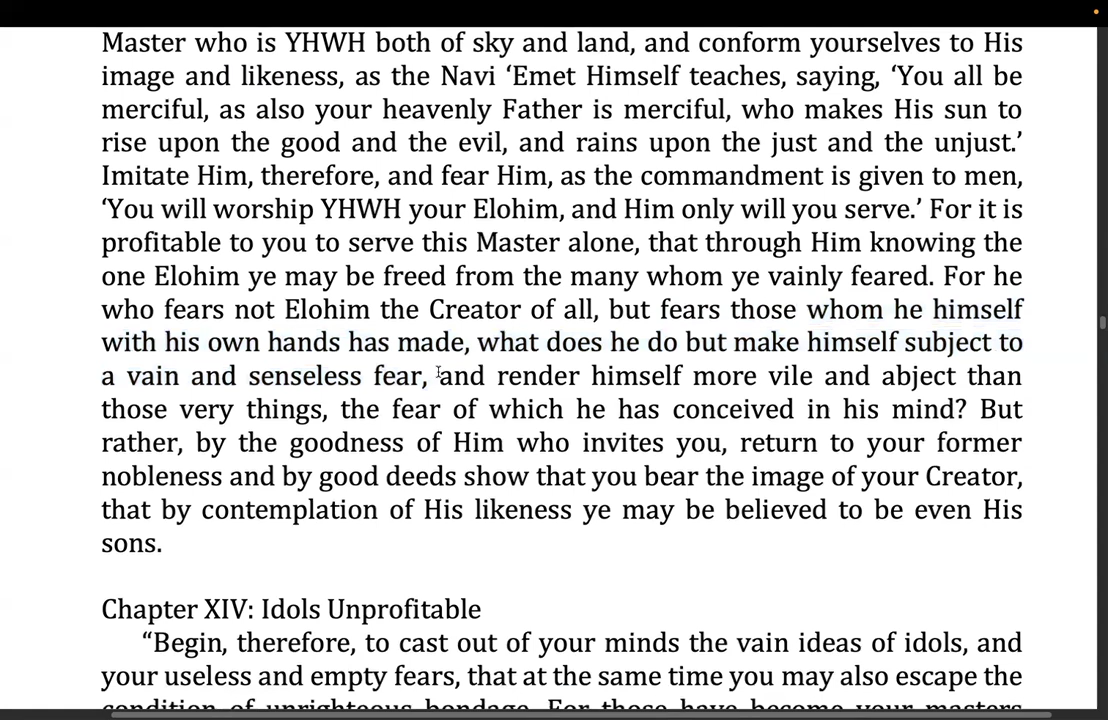 Master who is YHWH both of sky and land, and conform yourselves to His
image and likeness, as the Navi ‘Emet Himself teaches, saying, ‘You all be
merciful, as also your heavenly Father is merciful, who makes His sun to
rise upon the good and the evil, and rains upon the just and the unjust.’
Imitate Him, therefore, and fear Him, as the commandment is given to men,
‘You will worship YHWH your Elohim, and Him only will you serve.’ For it is
profitable to you to serve this Master alone, that through Him knowing the
one Elohim ye may be freed from the many whom ye vainly feared. For he
who fears not Elohim the Creator of all, but fears those whom he himself
with his own hands has made, what does he do but make himself subject to
a vain and senseless fear, and render himself more vile and abject than
those very things, the fear of which he has conceived in his mind? But
rather, by the goodness of Him who invites you, return to your former
nobleness and by good deeds show that you bear the image of your Creator,
that by contemplation of His likeness ye may be believed to be even His
sons.
Chapter XIV: Idols Unprofitable
“Begin, therefore, to cast out of your minds the vain ideas of idols, and
your useless and empty fears, that at the same time you may also escape the
condition of unrighteous bondage. For those have become your masters